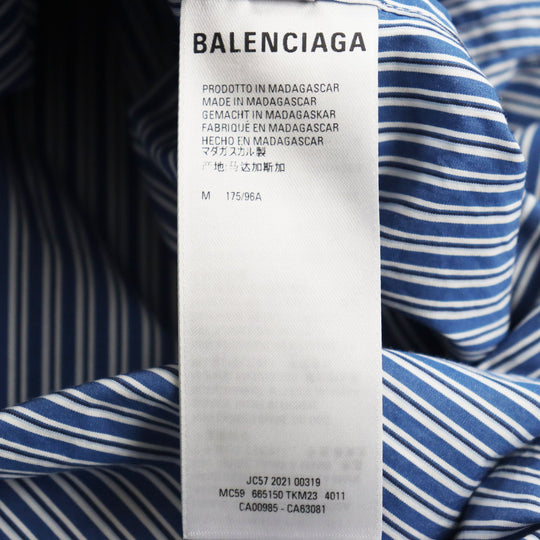 BALENCIAGA
PRODOTTO IN MADAGASCAR
MADE IN MADAGASCAR
GEMACHT IN MADAGASKAR
FABRIQUÉ EN MADAGASCAR
HECHO EN MADAGASCAR
マダガスカル製
产地:马达加斯加
M 175/96A
JC57 2021 00319
MC59 665150 TKM23 4011
CA00985 - CA63081